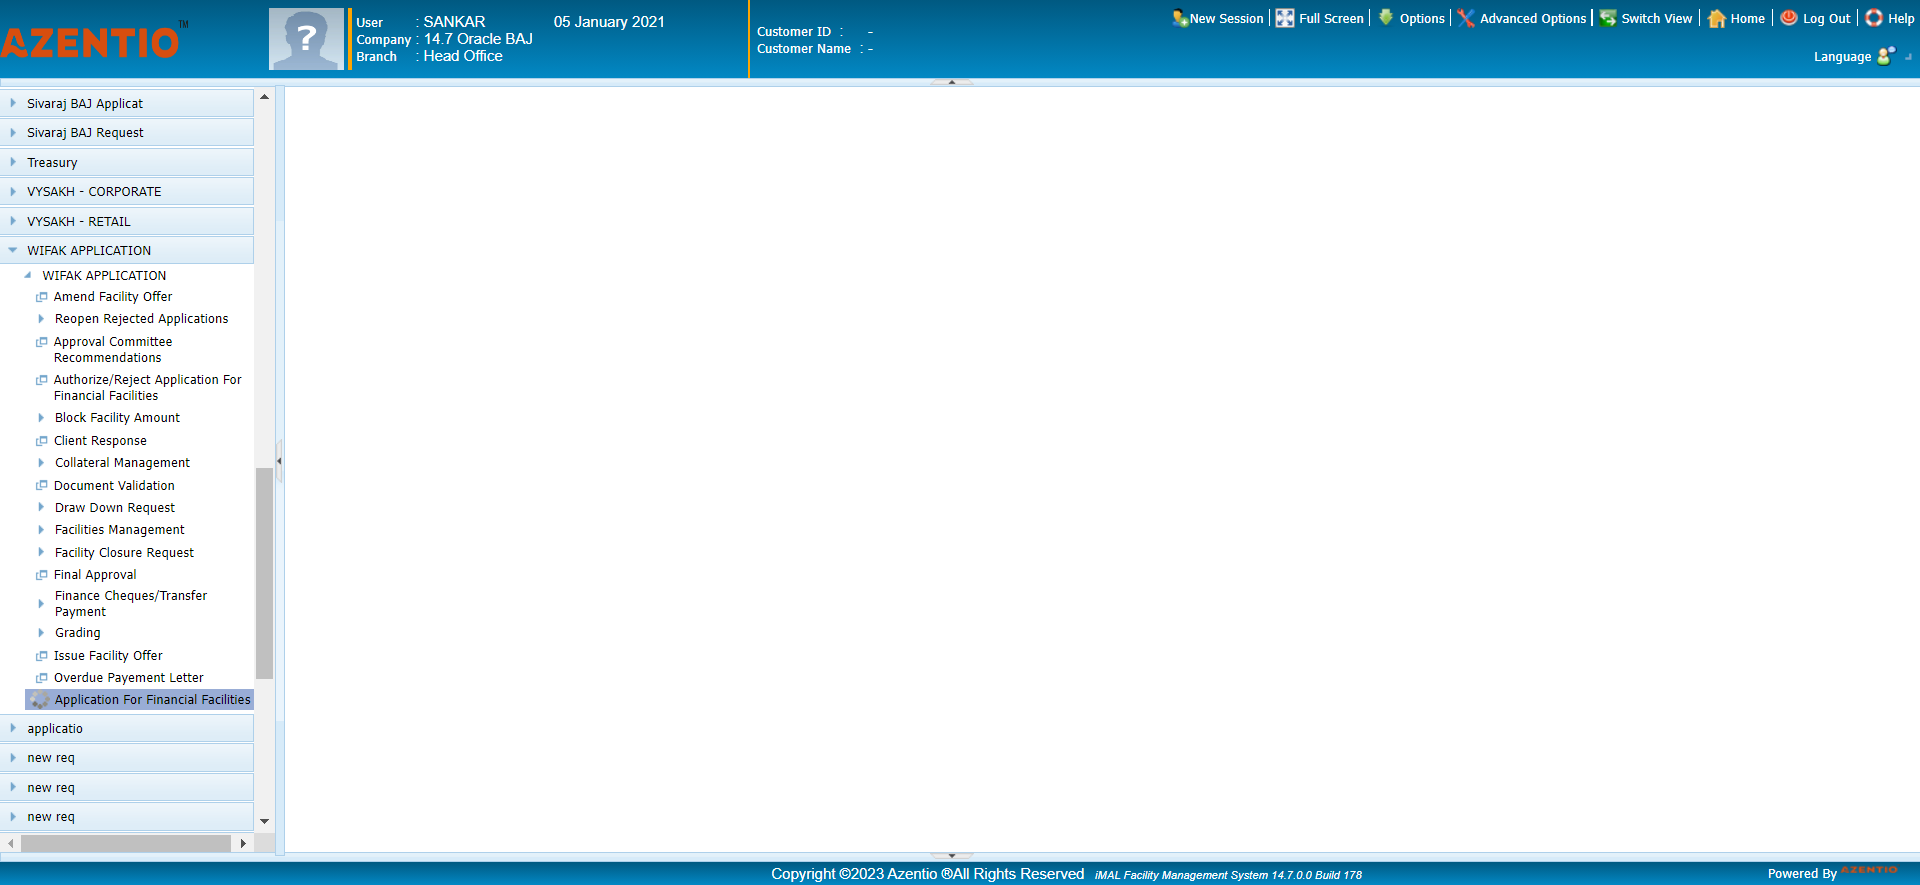 AZENTIO™
User : SANKAR 05 January 2021
Company : 14.7 Oracle BAJ
Branch : Head Office
Customer ID : -
Customer Name : -
New Session Full Screen Options Advanced Options Switch View Home Log Out Help
Language
Sivaraj BAJ Applicat
Sivaraj BAJ Request
Treasury
VYSAKH - CORPORATE
VYSAKH - RETAIL
WIFAK APPLICATION
WIFAK APPLICATION
Amend Facility Offer
Reopen Rejected Applications
Approval Committee
Recommendations
Authorize/Reject Application For
Financial Facilities
Block Facility Amount
Client Response
Collateral Management
Document Validation
Draw Down Request
Facilities Management
Facility Closure Request
Final Approval
Finance Cheques/Transfer
Payment
Grading
Issue Facility Offer
Overdue Payement Letter
Application For Financial Facilities
applicatio
new req
new req
new req
Copyright ©2023 Azentio ®All Rights Reserved iMAL Facility Management System 14.7.0.0 Build 178
Powered By AZENTIO